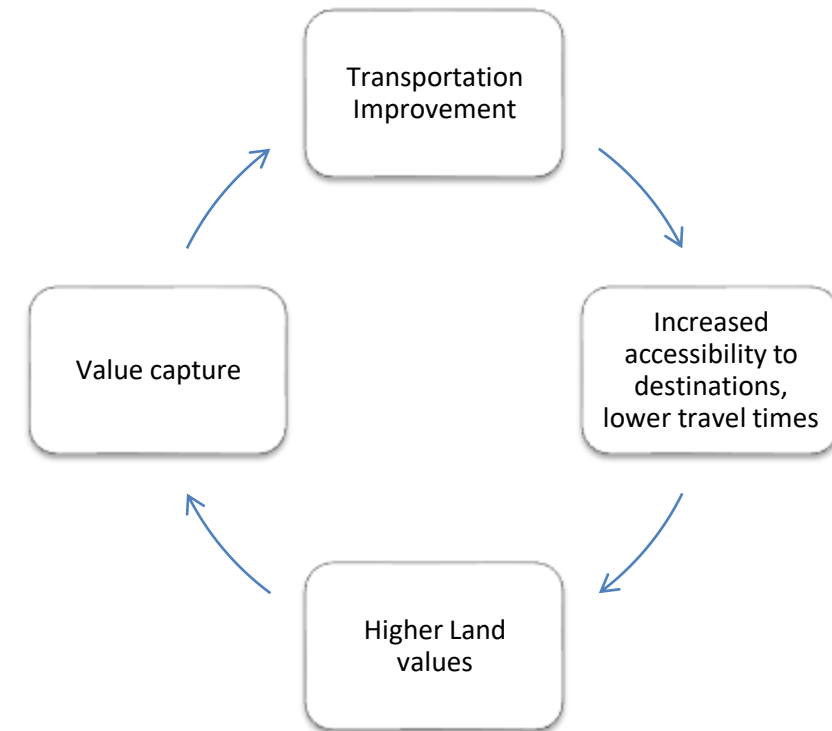 Transportation
Improvement
Increased
accessibility to
destinations,
lower travel times
Higher Land
values
Value capture